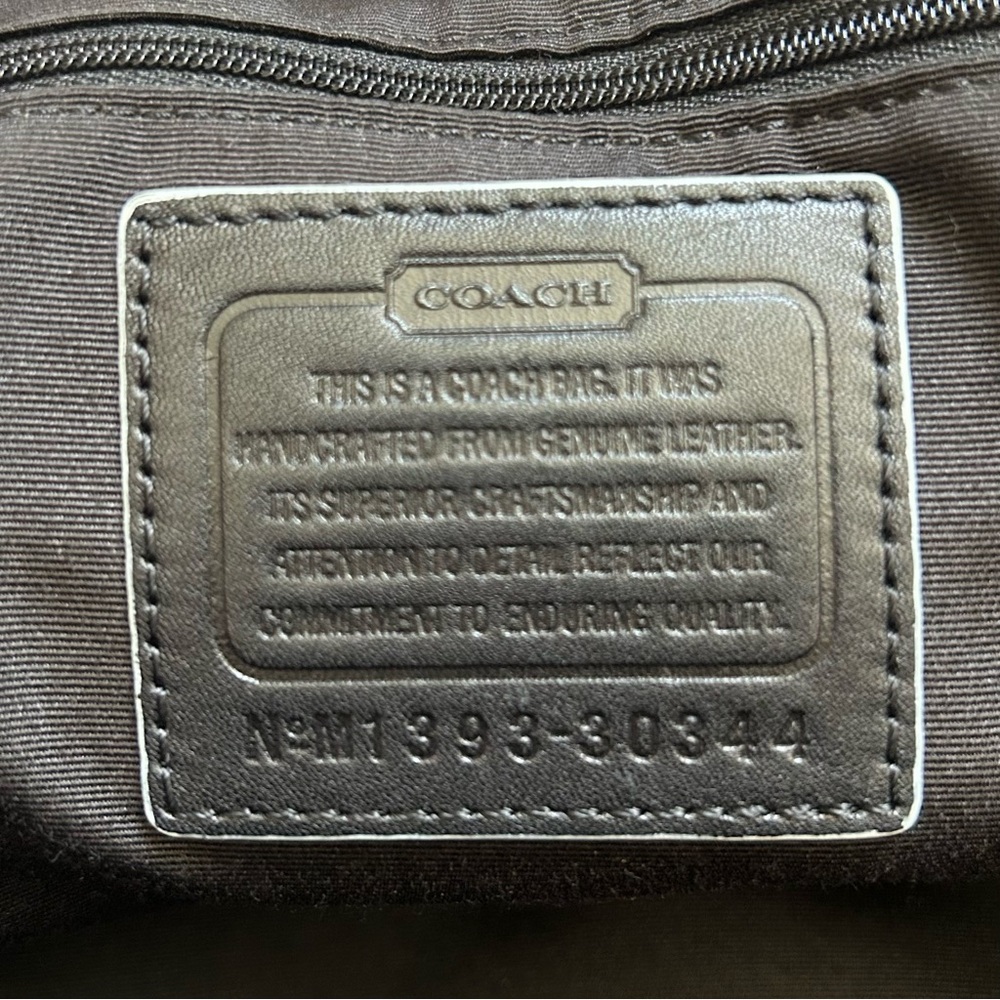 COACH
THIS IS A COACH BAG. IT WAS
HANDCRAFTED FROM GENUINE LEATHER.
ITS SUPERIOR CRAFTSMANSHIP AND
ATTENTION TO DETAIL REFLECT OUR
COMMITMENT TO ENDURING QUALITY.
Nº M1393-30344